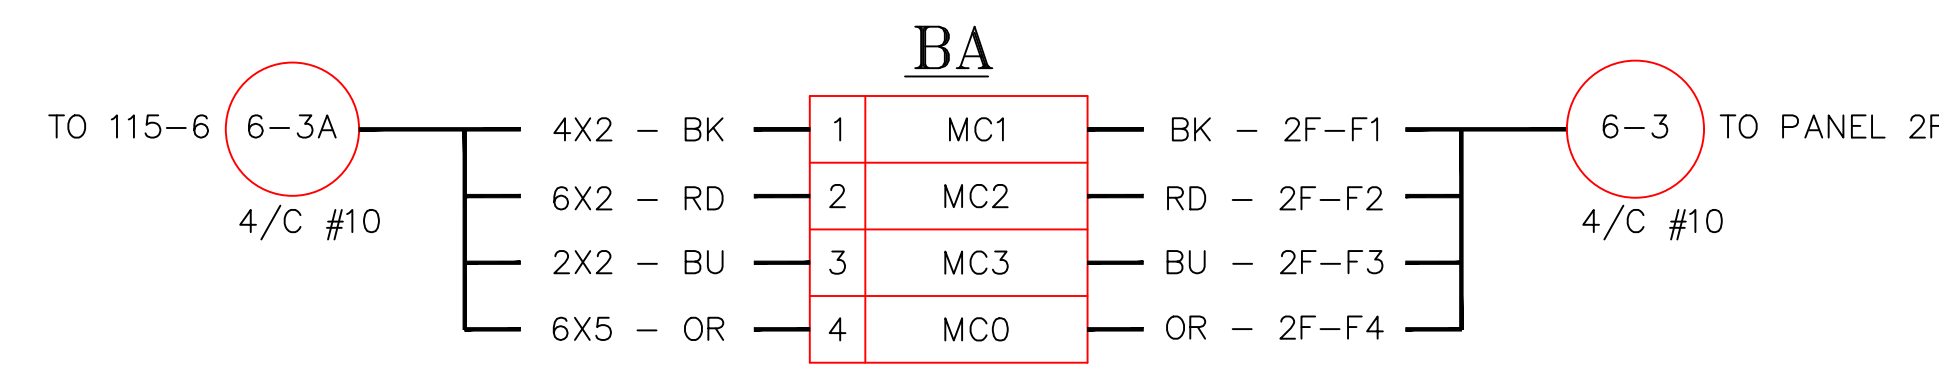 BA
TO 115-6 6-3A 4X2 - BK 1 MC1 BK - 2F-F1 6-3 TO PANEL 2F
6X2 - RD 2 MC2 RD - 2F-F2
4/C #10 4/C #10
2X2 - BU 3 MC3 BU - 2F-F3
6X5 - OR 4 MC0 OR - 2F-F4